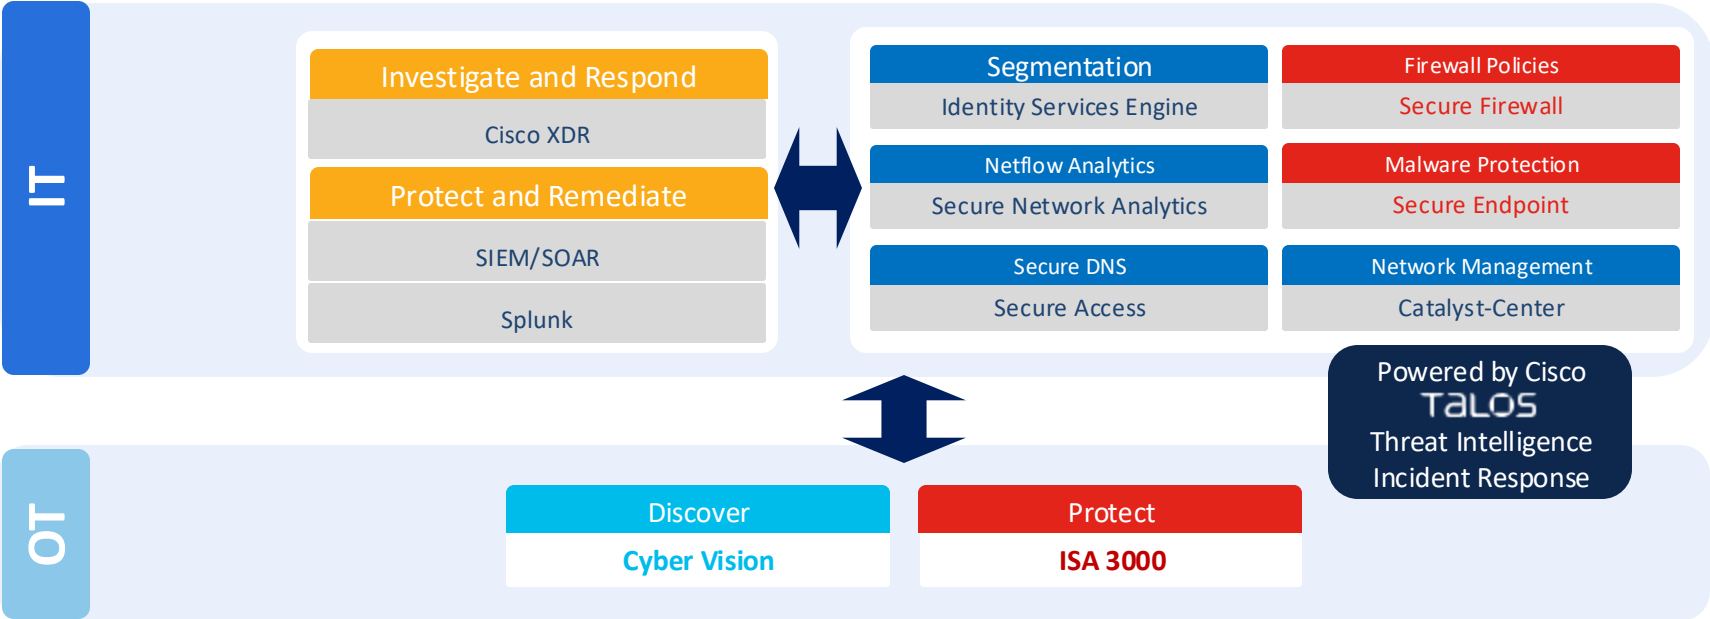 IT
Investigate and Respond
Cisco XDR
Protect and Remediate
SIEM/SOAR
Splunk
Segmentation
Identity Services Engine
Firewall Policies
Secure Firewall
Netflow Analytics
Secure Network Analytics
Malware Protection
Secure Endpoint
Secure DNS
Secure Access
Network Management
Catalyst-Center
Powered by Cisco
TaLOS
Threat Intelligence
Incident Response
OT
Discover
Cyber Vision
Protect
ISA 3000